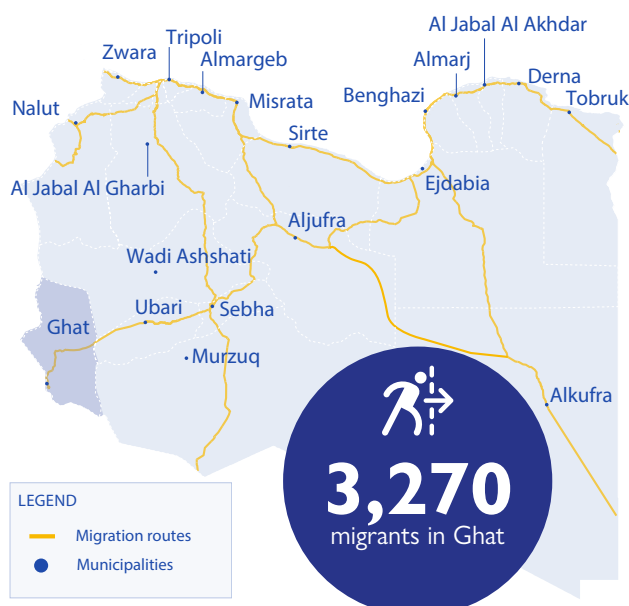 Al Jabal Al Akhdar
Tripoli
Zwara
Almargeb
Almarj
Derna
Nalut
Misrata
Benghazi
Tobruk
Sirte
Al Jabal Al Gharbi
Ejdabia
Aljufra
Wadi Ashshati
Ghat
Ubari
Sebha
Murzuq
Alkufra
3,270
migrants in Ghat
LEGEND
Migration routes
Municipalities